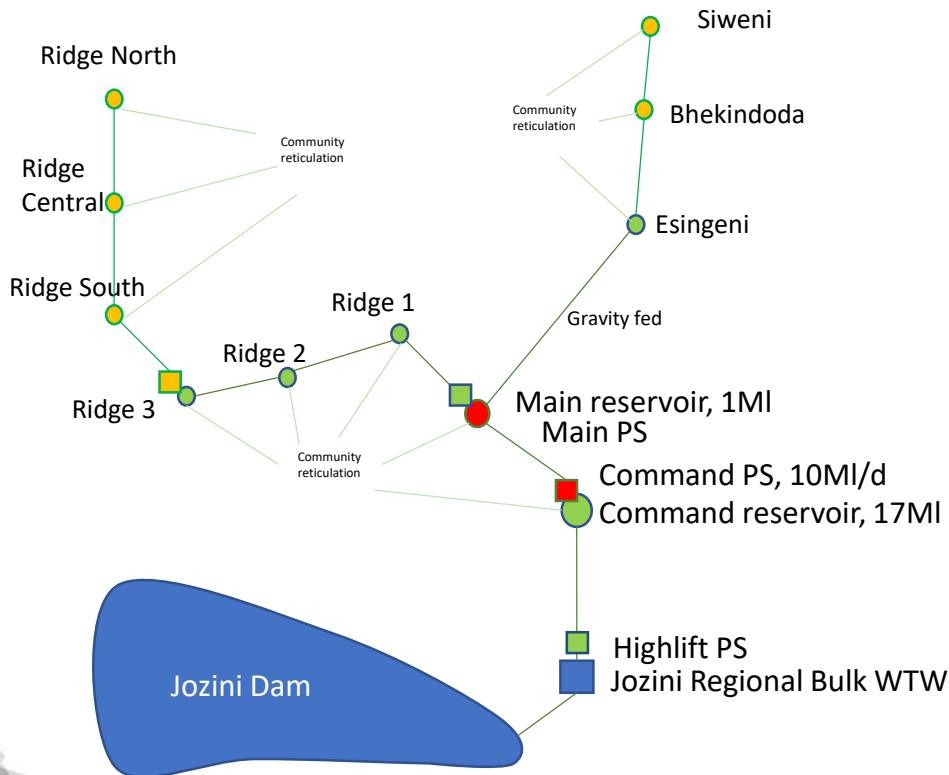 Siweni
Ridge North
Community
reticulation
Bhekindoda
Community
reticulation
Ridge
Central
Esingeni
Ridge South
Ridge 1
Gravity fed
Ridge 2
Ridge 3
Main reservoir, 1Ml
Main PS
Community
reticulation
Command PS, 10Ml/d
Command reservoir, 17Ml
Highlift PS
Jozini Dam
Jozini Regional Bulk WTW